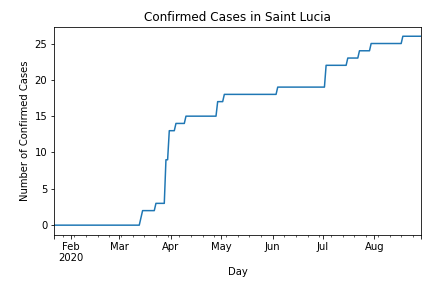 Confirmed Cases in Saint Lucia
Number of Confirmed Cases
25
20
15
10
5
0
Feb Mar Apr May Jun Jul Aug
2020
Day